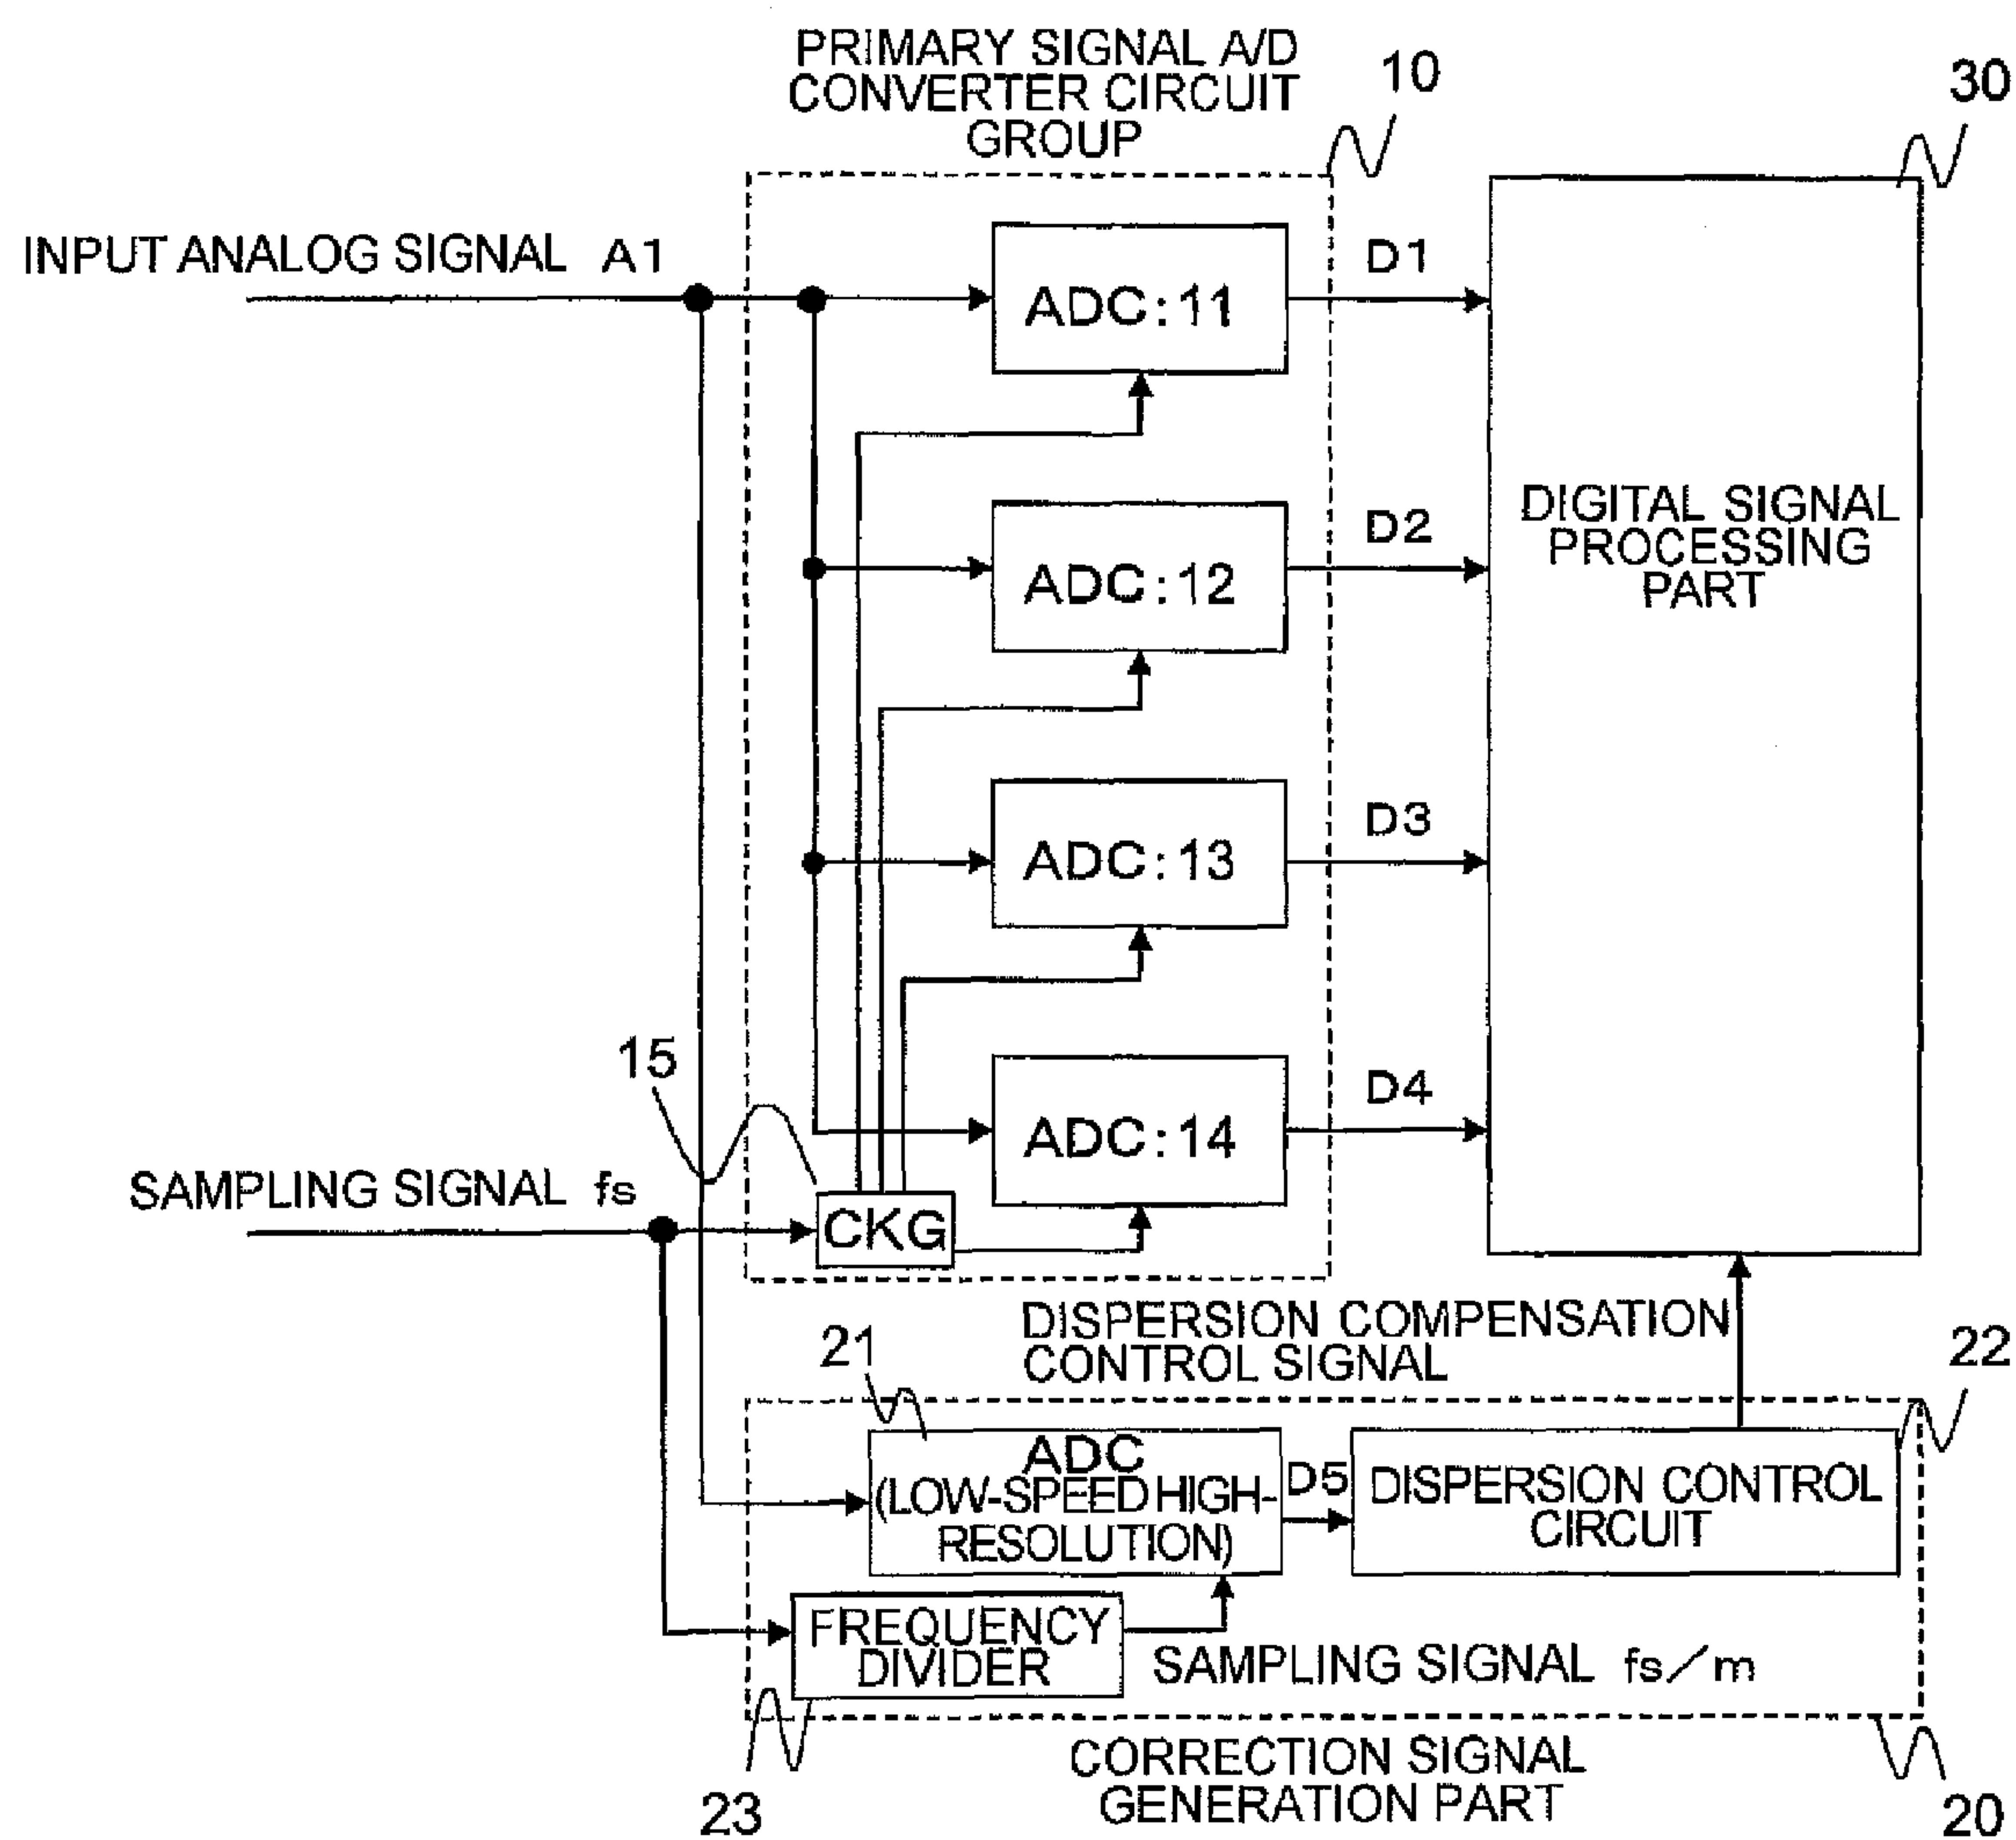 PRIMARY SIGNAL A/D
CONVERTER CIRCUIT
GROUP
10
30
INPUT ANALOG SIGNAL A1
ADC:11
D1
ADC:12
D2
DIGITAL SIGNAL
PROCESSING
PART
ADC:13
D3
15
ADC:14
D4
SAMPLING SIGNAL fs
CKG
DISPERSION COMPENSATION
CONTROL SIGNAL
21
22
ADC
(LOW-SPEED HIGH-
RESOLUTION)
D5
DISPERSION CONTROL
CIRCUIT
FREQUENCY
DIVIDER
SAMPLING SIGNAL fs/m
23
CORRECTION SIGNAL
GENERATION PART
20